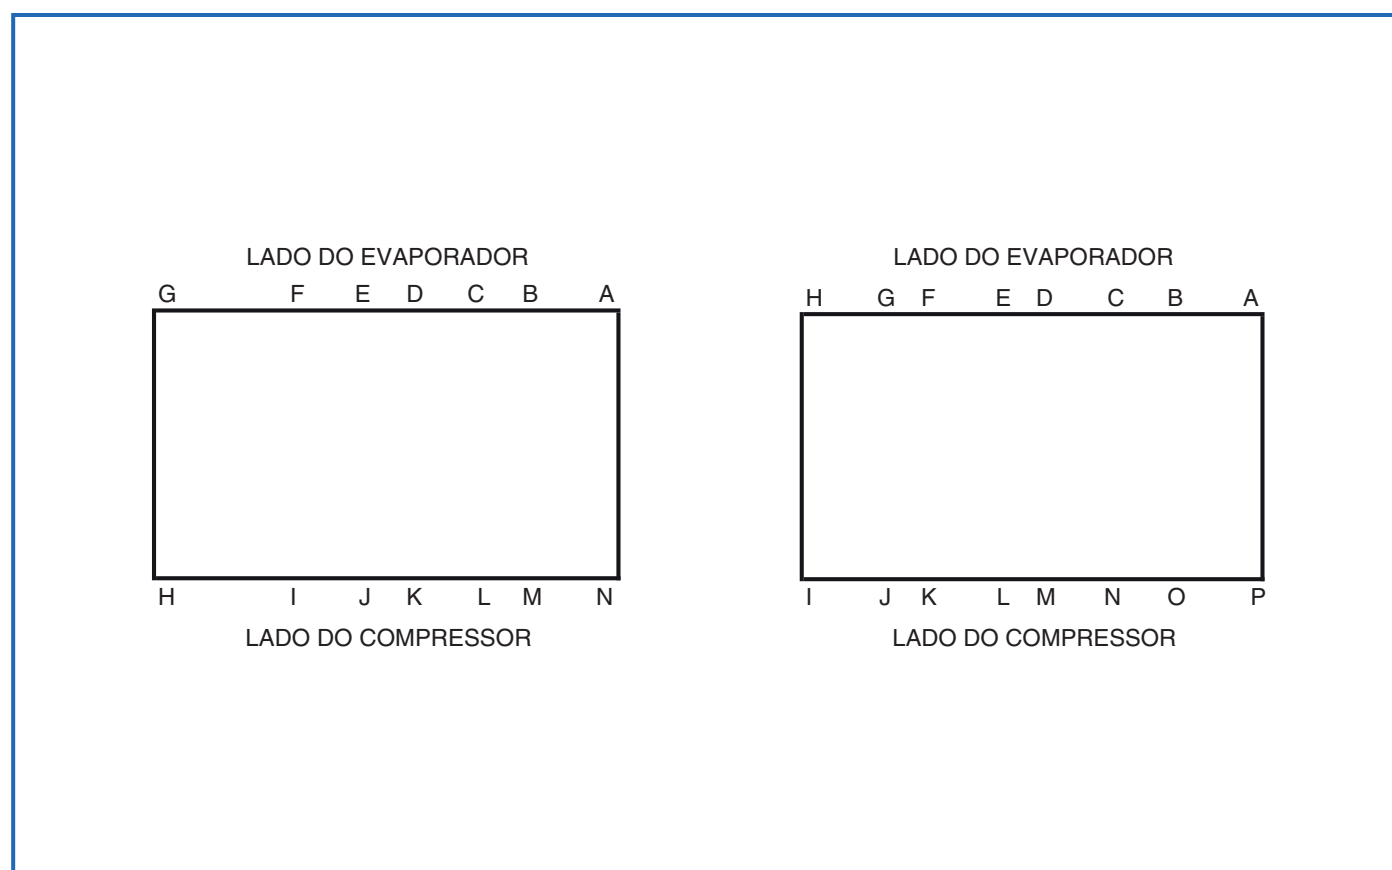 LADO DO EVAPORADOR
G F E D C B A
H I J K L M N
LADO DO COMPRESSOR
LADO DO EVAPORADOR
H G F E D C B A
I J K L M N O P
LADO DO COMPRESSOR